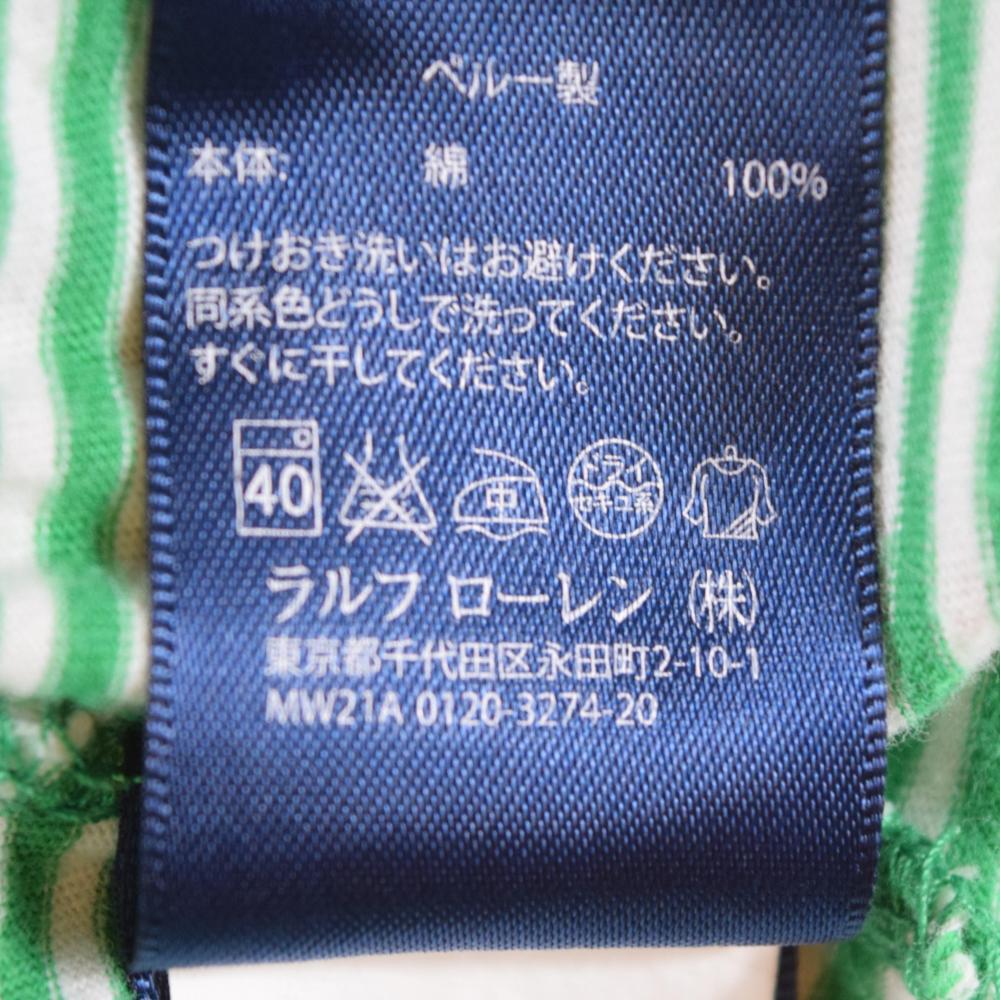 ペルー製
本体: 綿 100%
つけおき洗いはお避けください。
同系色どうしで洗ってください。
すぐに干してください。
40 中 ドライ
セキユ系
ラルフ ローレン (株)
東京都千代田区永田町2-10-1
MW21A 0120-3274-20